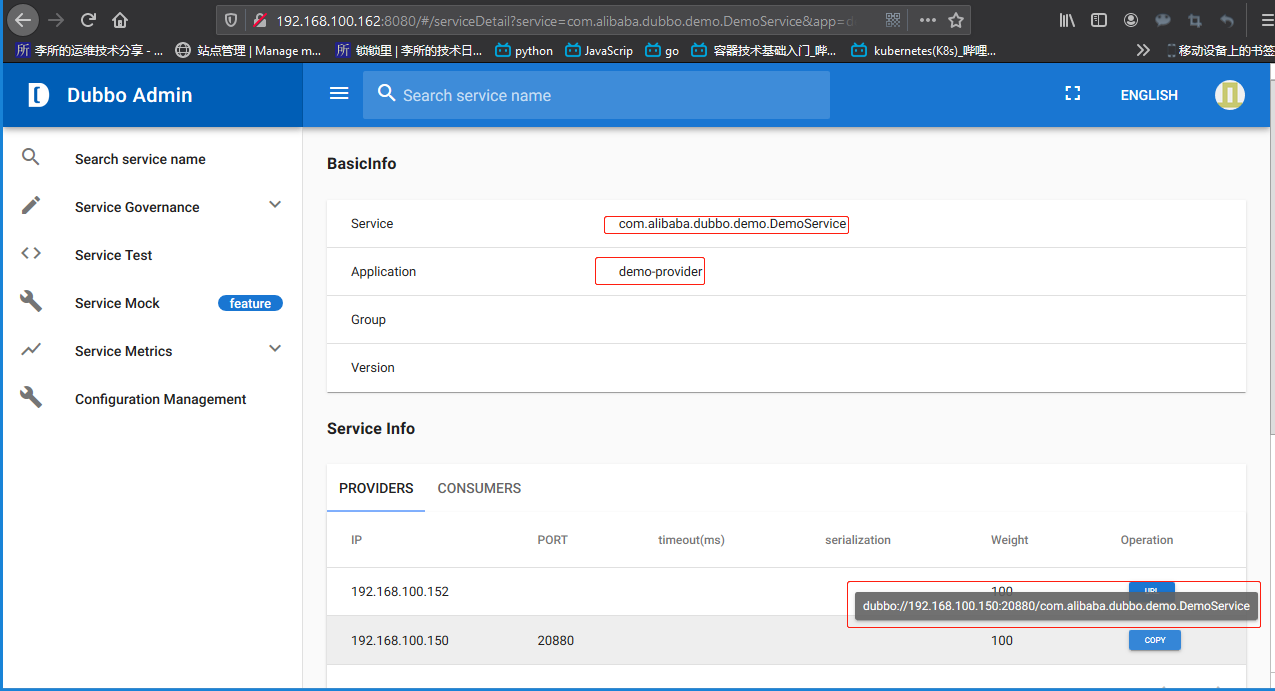 192.168.100.162:8080/#/serviceDetail?service=com.alibaba.dubbo.demo.DemoService&app=d
李所的运维技术分享 - ... 站点管理 | Manage m... 锁锁里 | 李所的技术日... python JavaScrip go 容器技术基础入门_哔... kubernetes(K8s)_哔哩... 移动设备上的书签
Dubbo Admin
Search service name
ENGLISH
Search service name
Service Governance
Service Test
Service Mock feature
Service Metrics
Configuration Management
BasicInfo
Service com.alibaba.dubbo.demo.DemoService
Application demo-provider
Group
Version
Service Info
PROVIDERS CONSUMERS
IP PORT timeout(ms) serialization Weight Operation
192.168.100.152 100 URL
dubbo://192.168.100.150:20880/com.alibaba.dubbo.demo.DemoService
192.168.100.150 20880 100 COPY